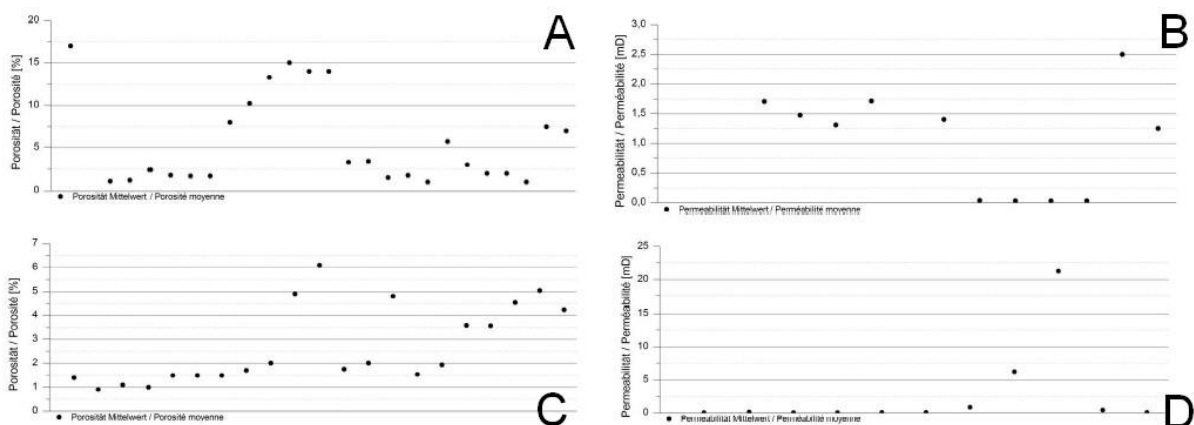 A
Porosität / Porosité [%]
20
15
10
5
0
Porosität Mittelwert / Porosité moyenne
B
Permeabilität / Perméabilité [mD]
3,0
2,5
2,0
1,5
1,0
0,5
0,0
Permeabilität Mittelwert / Perméabilité moyenne
C
Porosität / Porosité [%]
7
6
5
4
3
2
1
0
Porosität Mittelwert / Porosité moyenne
D
Permeabilität / Perméabilité [mD]
25
20
15
10
5
0
Permeabilität Mittelwert / Perméabilité moyenne